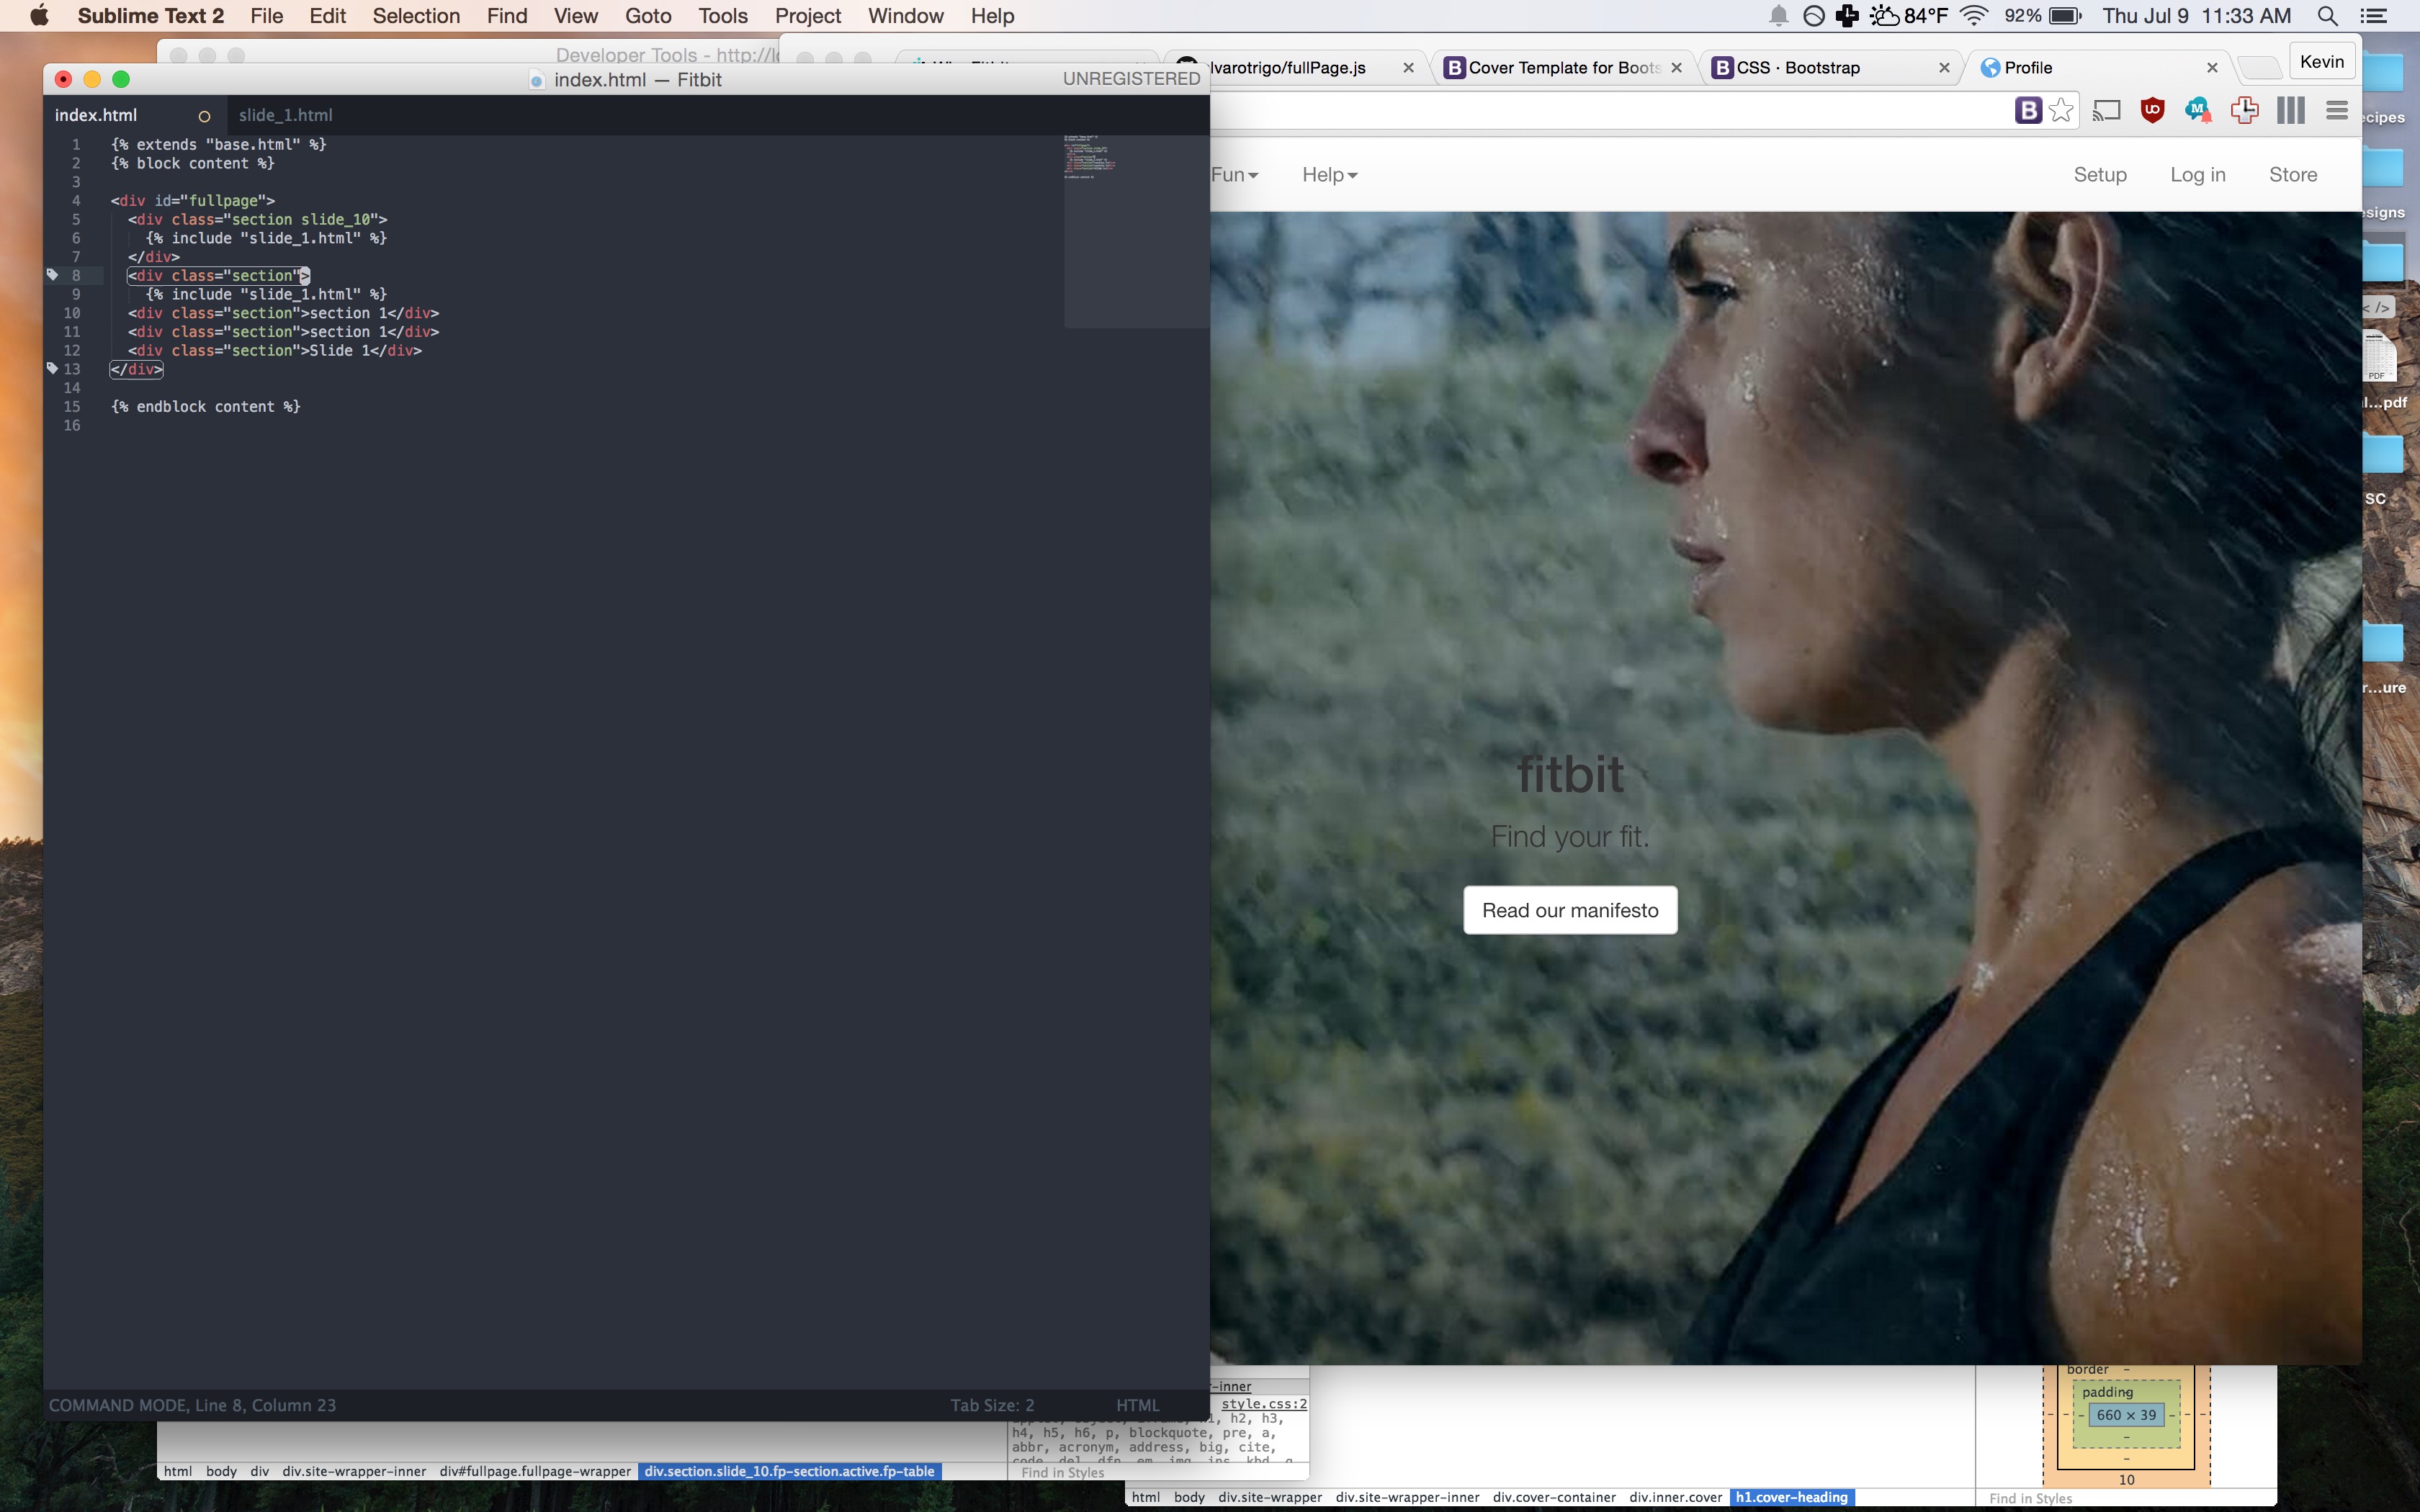 Sublime Text 2 File Edit Selection Find View Goto Tools Project Window Help
84°F 92% Thu Jul 9 11:33 AM
Developer Tools - http://l
lvarotrigo/fullPage.js
Cover Template for Boots
CSS · Bootstrap
Profile
Kevin
index.html — Fitbit
UNREGISTERED
index.html
slide_1.html
1 {% extends "base.html" %}
2 {% block content %}
3
4 <div id="fullpage">
5 <div class="section slide_10">
6 {% include "slide_1.html" %}
7 </div>
8 <div class="section">
9 {% include "slide_1.html" %}
10 <div class="section">section 1</div>
11 <div class="section">section 1</div>
12 <div class="section">Slide 1</div>
13 </div>
14
15 {% endblock content %}
16
Fun Help Setup Log in Store
fitbit
Find your fit.
Read our manifesto
ecipes
esigns
</>
PDF
l...pdf
SC
r...ure
COMMAND MODE, Line 8, Column 23
Tab Size: 2
HTML
r-inner
style.css:2
h1, h2, h3,
h4, h5, h6, p, blockquote, pre, a,
abbr, acronym, address, big, cite,
code, del, dfn, em, img, ins, kbd, q,
Find in Styles
html body div div.site-wrapper-inner div#fullpage.fullpage-wrapper div.section.slide_10.fp-section.active.fp-table
border -
padding
-
- - - 660 × 39 - - -
-
-
10
html body div.site-wrapper div.site-wrapper-inner div.cover-container div.inner.cover h1.cover-heading
Find in Styles